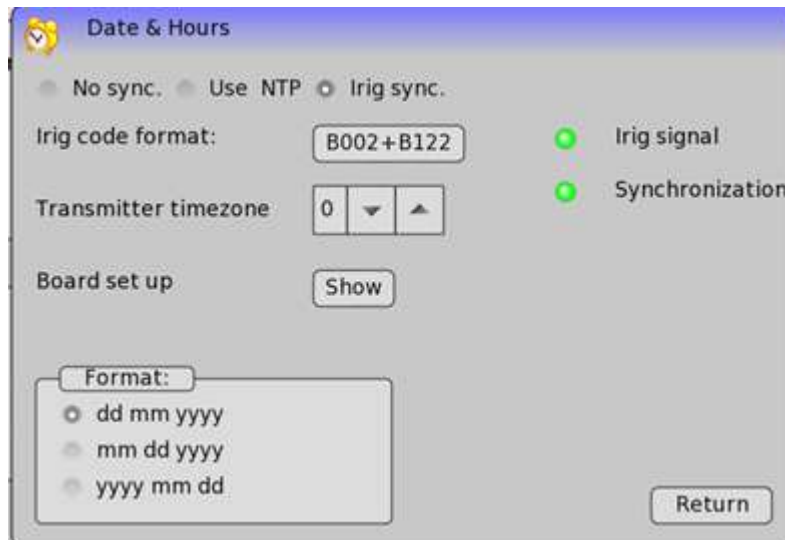 Date & Hours
No sync. Use NTP Irig sync.
Irig code format: B002+B122 Irig signal
Synchronization
Transmitter timezone 0
Board set up Show
Format:
dd mm yyyy
mm dd yyyy
yyyy mm dd
Return